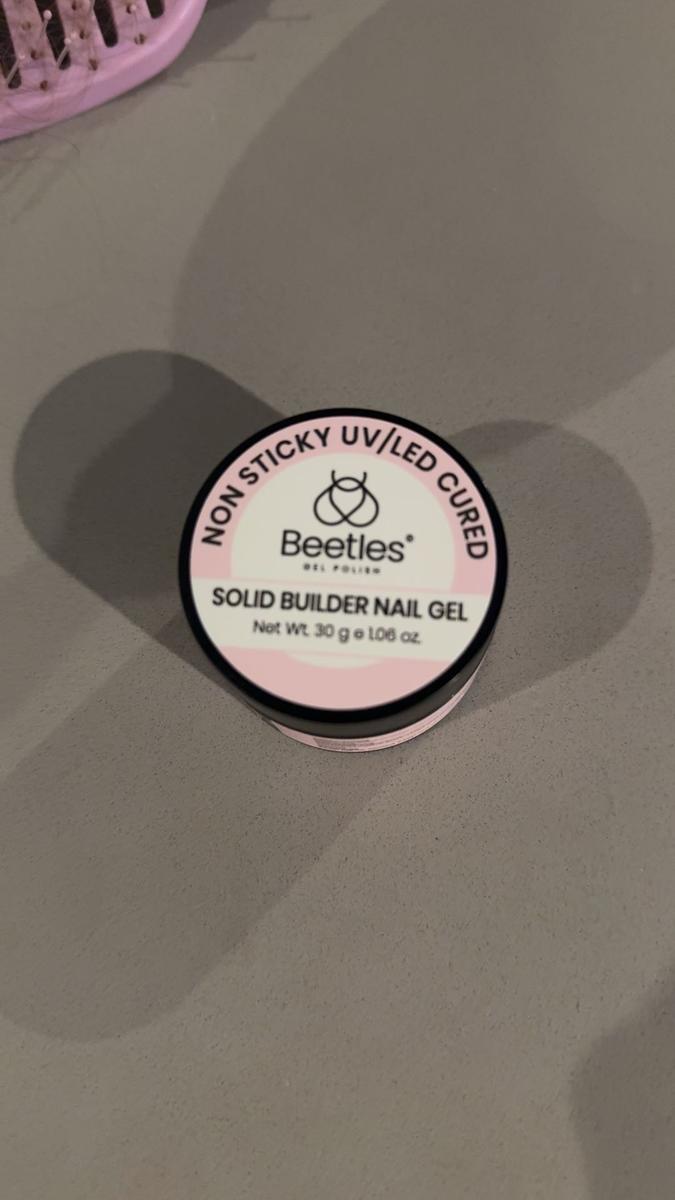 NON STICKY UV/LED CURED
Beetles®
GEL POLISH
SOLID BUILDER NAIL GEL
Net Wt. 30 g e 1.06 oz.